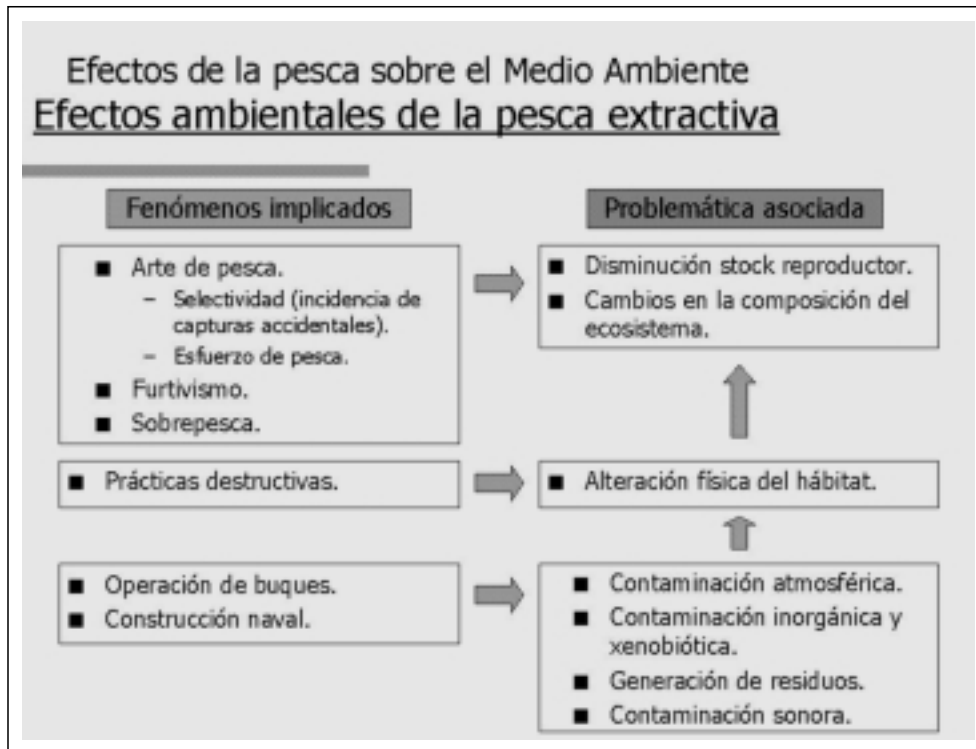 Efectos de la pesca sobre el Medio Ambiente
Efectos ambientales de la pesca extractiva
Fenómenos implicados
■ Arte de pesca.
– Selectividad (incidencia de
capturas accidentales).
– Esfuerzo de pesca.
■ Furtivismo.
■ Sobrepesca.
■ Prácticas destructivas.
■ Operación de buques.
■ Construcción naval.
Problemática asociada
■ Disminución stock reproductor.
■ Cambios en la composición del
ecosistema.
■ Alteración física del hábitat.
■ Contaminación atmosférica.
■ Contaminación inorgánica y
xenobiótica.
■ Generación de residuos.
■ Contaminación sonora.